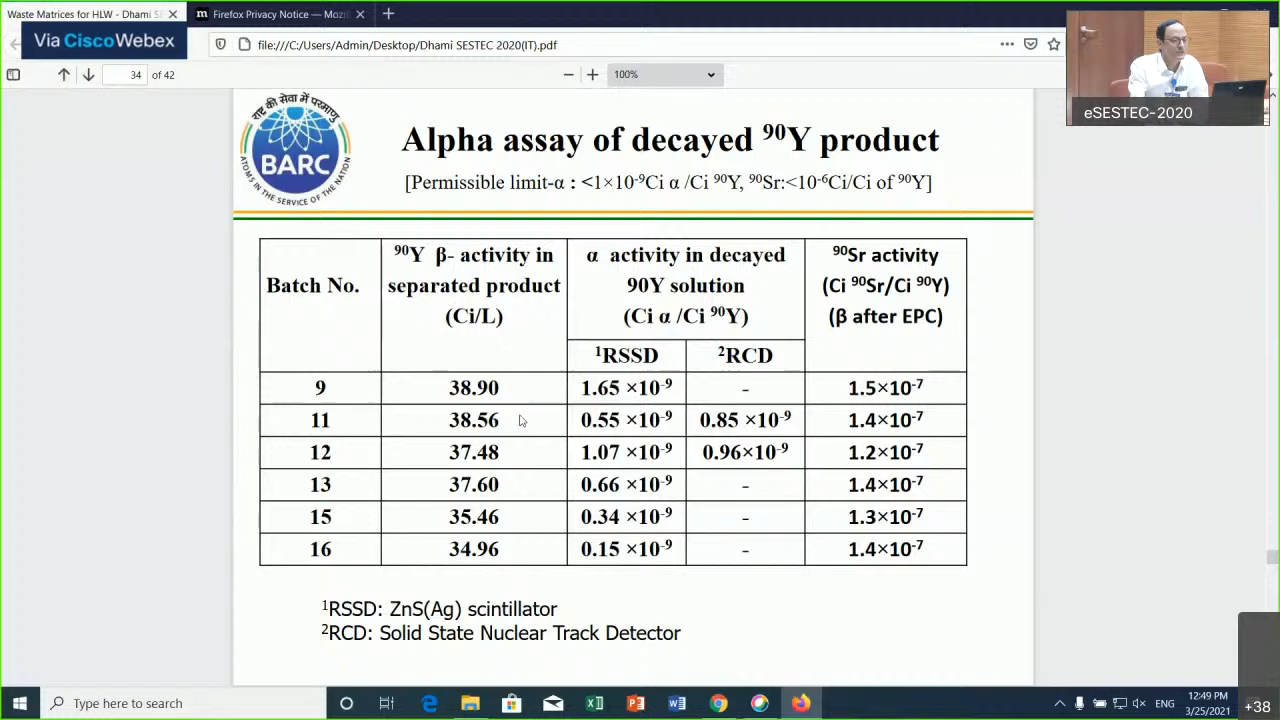 Waste Matrices for HLW - Dhami SE
Firefox Privacy Notice — Mozil
Via CiscoWebex
file:///C:/Users/Admin/Desktop/Dhami SESTEC 2020(IT).pdf
34 of 42
100%
eSESTEC-2020
राष्ट्र की सेवा में परमाणु
BARC
ATOMS IN THE SERVICE OF THE NATION
Alpha assay of decayed ⁹⁰Y product
[Permissible limit-α : <1×10⁻⁹Ci α /Ci ⁹⁰Y, ⁹⁰Sr:<10⁻⁶Ci/Ci of ⁹⁰Y]
Batch No. ⁹⁰Y β- activity in separated product (Ci/L) α activity in decayed 90Y solution (Ci α /Ci ⁹⁰Y) ⁹⁰Sr activity (Ci ⁹⁰Sr/Ci ⁹⁰Y) (β after EPC)
¹RSSD ²RCD
9 38.90 1.65 ×10⁻⁹ - 1.5×10⁻⁷
11 38.56 0.55 ×10⁻⁹ 0.85 ×10⁻⁹ 1.4×10⁻⁷
12 37.48 1.07 ×10⁻⁹ 0.96×10⁻⁹ 1.2×10⁻⁷
13 37.60 0.66 ×10⁻⁹ - 1.4×10⁻⁷
15 35.46 0.34 ×10⁻⁹ - 1.3×10⁻⁷
16 34.96 0.15 ×10⁻⁹ - 1.4×10⁻⁷
¹RSSD: ZnS(Ag) scintillator
²RCD: Solid State Nuclear Track Detector
Type here to search
ENG
12:49 PM
3/25/2021
+38